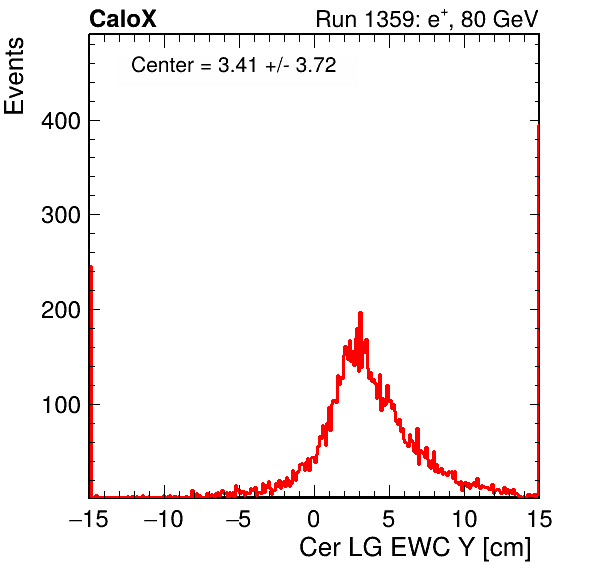 CaloX Run 1359: e⁺, 80 GeV
Center = 3.41 +/- 3.72
Events
400
300
200
100
−15 −10 −5 0 5 10 15
Cer LG EWC Y [cm]